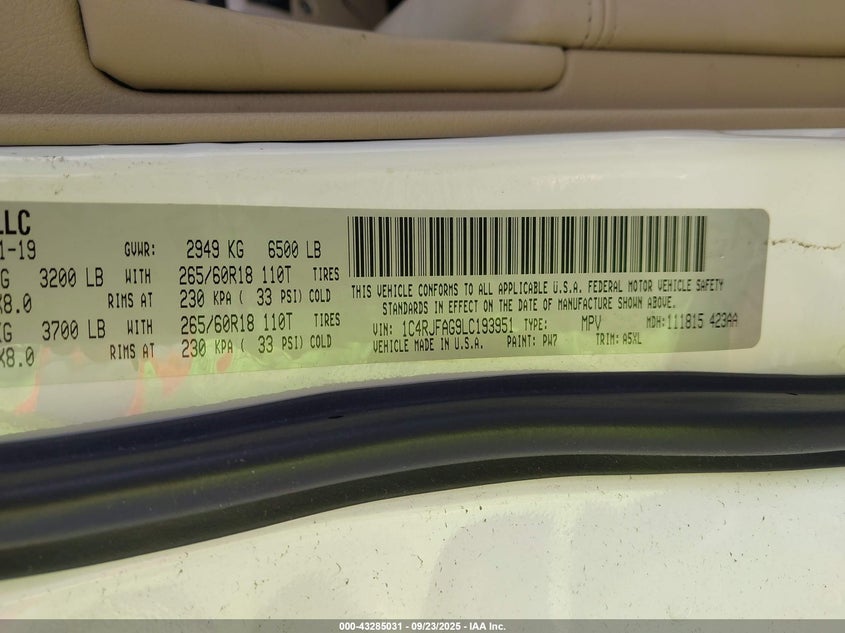 LLC
1-19 GVWR: 2949 KG 6500 LB
G 3200 LB WITH 265/60R18 110T TIRES
X8.0 RIMS AT 230 KPA ( 33 PSI) COLD
KG 3700 LB WITH 265/60R18 110T TIRES
X8.0 RIMS AT 230 KPA ( 33 PSI) COLD
THIS VEHICLE CONFORMS TO ALL APPLICABLE U.S.A. FEDERAL MOTOR VEHICLE SAFETY
STANDARDS IN EFFECT ON THE DATE OF MANUFACTURE SHOWN ABOVE.
VIN: 1C4RJFAG9LC193951 TYPE: MPV MDH: 111815 423AA
VEHICLE MADE IN U.S.A. PAINT: PW7 TRIM: A5XL
000-43285031 - 09/23/2025 - IAA Inc.